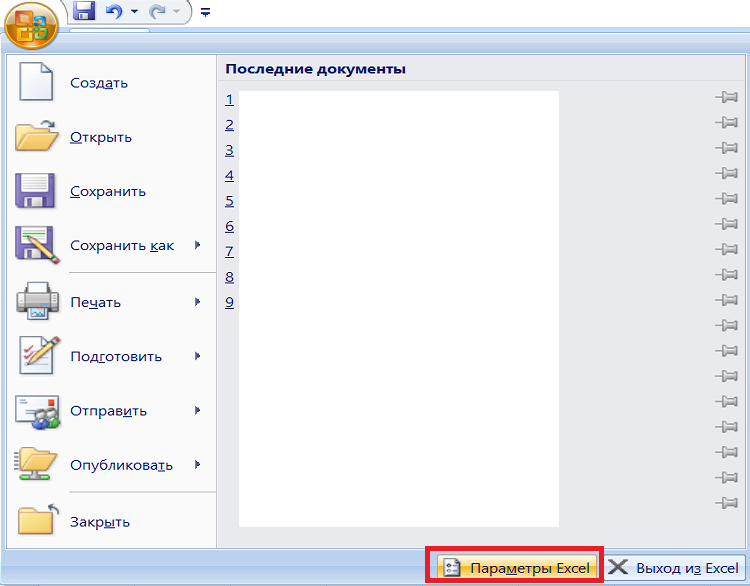 Последние документы
Создать
Открыть
Сохранить
Сохранить как
Печать
Подготовить
Отправить
Опубликовать
Закрыть
1
2
3
4
5
6
7
8
9
Параметры Excel
Выход из Excel